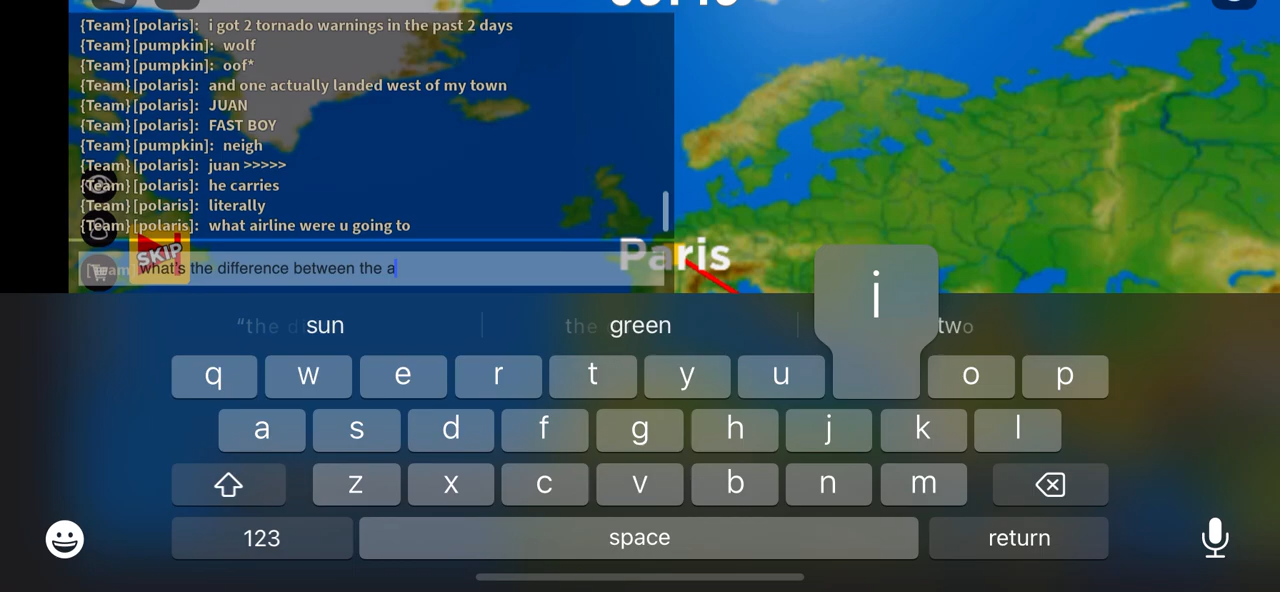 {Team}[polaris]: i got 2 tornado warnings in the past 2 days
{Team}[pumpkin]: wolf
{Team}[pumpkin]: oof*
{Team}[polaris]: and one actually landed west of my town
{Team}[polaris]: JUAN
{Team}[polaris]: FAST BOY
{Team}[pumpkin]: neigh
{Team}[polaris]: juan >>>>>
{Team}[polaris]: he carries
{Team}[polaris]: literally
{Team}[polaris]: what airline were u going to
SKIP
[Team what's the difference between the a
Paris
i
"the d sun the green two
q w e r t y u o p
a s d f g h j k l
z x c v b n m
123 space return